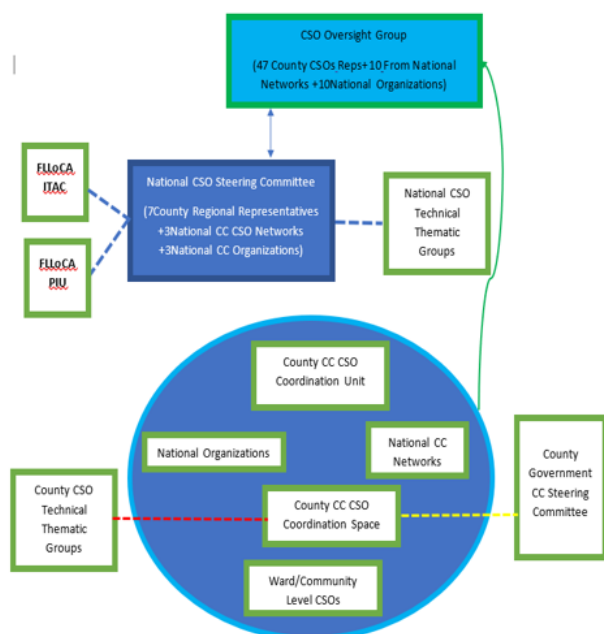 CSO Oversight Group
(47 County CSOs Reps+10 From National
Networks +10National Organizations)
FLLoCA
JTAC
National CSO Steering Committee
(7County Regional Representatives
+3National CC CSO Networks
+3National CC Organizations)
National CSO
Technical
Thematic
Groups
FLLoCA
PIU
County CC CSO
Coordination Unit
National Organizations
National CC
Networks
County CSO
Technical
Thematic
Groups
County CC CSO
Coordination Space
County
Government
CC Steering
Committee
Ward/Community
Level CSOs